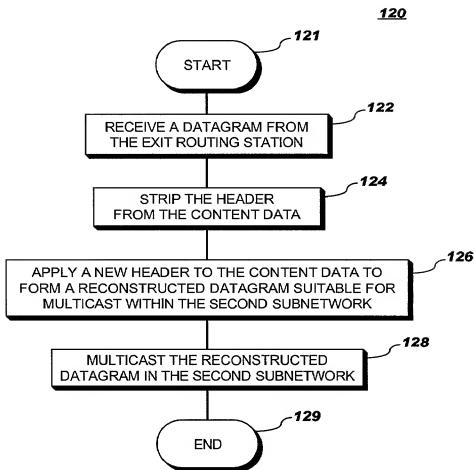 120
121
START
122
RECEIVE A DATAGRAM FROM
THE EXIT ROUTING STATION
124
STRIP THE HEADER
FROM THE CONTENT DATA
126
APPLY A NEW HEADER TO THE CONTENT DATA TO
FORM A RECONSTRUCTED DATAGRAM SUITABLE FOR
MULTICAST WITHIN THE SECOND SUBNETWORK
128
MULTICAST THE RECONSTRUCTED
DATAGRAM IN THE SECOND SUBNETWORK
129
END